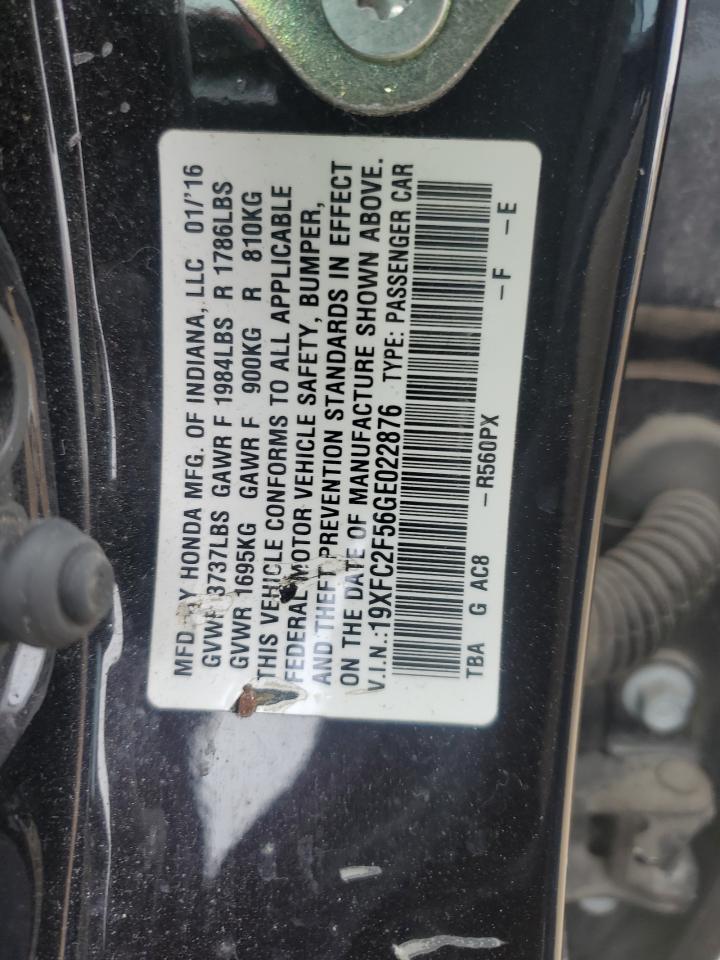 MFD. BY HONDA MFG. OF INDIANA, LLC 01/'16
GVWR 3737LBS GAWR F 1984LBS R 1786LBS
GVWR 1695KG GAWR F 900KG R 810KG
THIS VEHICLE CONFORMS TO ALL APPLICABLE
FEDERAL MOTOR VEHICLE SAFETY, BUMPER,
AND THEFT PREVENTION STANDARDS IN EFFECT
ON THE DATE OF MANUFACTURE SHOWN ABOVE.
V.I.N.:19XFC2F56GE022876 TYPE: PASSENGER CAR
TBA G AC8 -R560PX -F -E